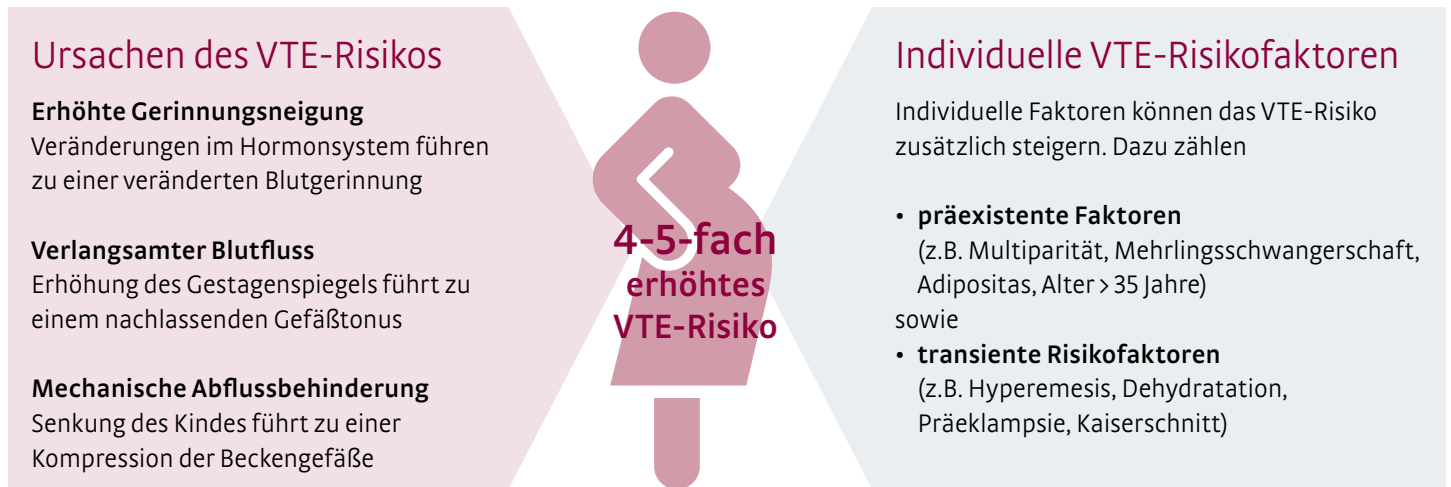 Ursachen des VTE-Risikos
Erhöhte Gerinnungsneigung
Veränderungen im Hormonsystem führen
zu einer veränderten Blutgerinnung
Verlangsamter Blutfluss
Erhöhung des Gestagenspiegels führt zu
einem nachlassenden Gefäßtonus
Mechanische Abflussbehinderung
Senkung des Kindes führt zu einer
Kompression der Beckengefäße
4-5-fach
erhöhtes
VTE-Risiko
Individuelle VTE-Risikofaktoren
Individuelle Faktoren können das VTE-Risiko
zusätzlich steigern. Dazu zählen
• präexistente Faktoren
(z.B. Multiparität, Mehrlingsschwangerschaft,
Adipositas, Alter > 35 Jahre)
sowie
• transiente Risikofaktoren
(z.B. Hyperemesis, Dehydratation,
Präeklampsie, Kaiserschnitt)